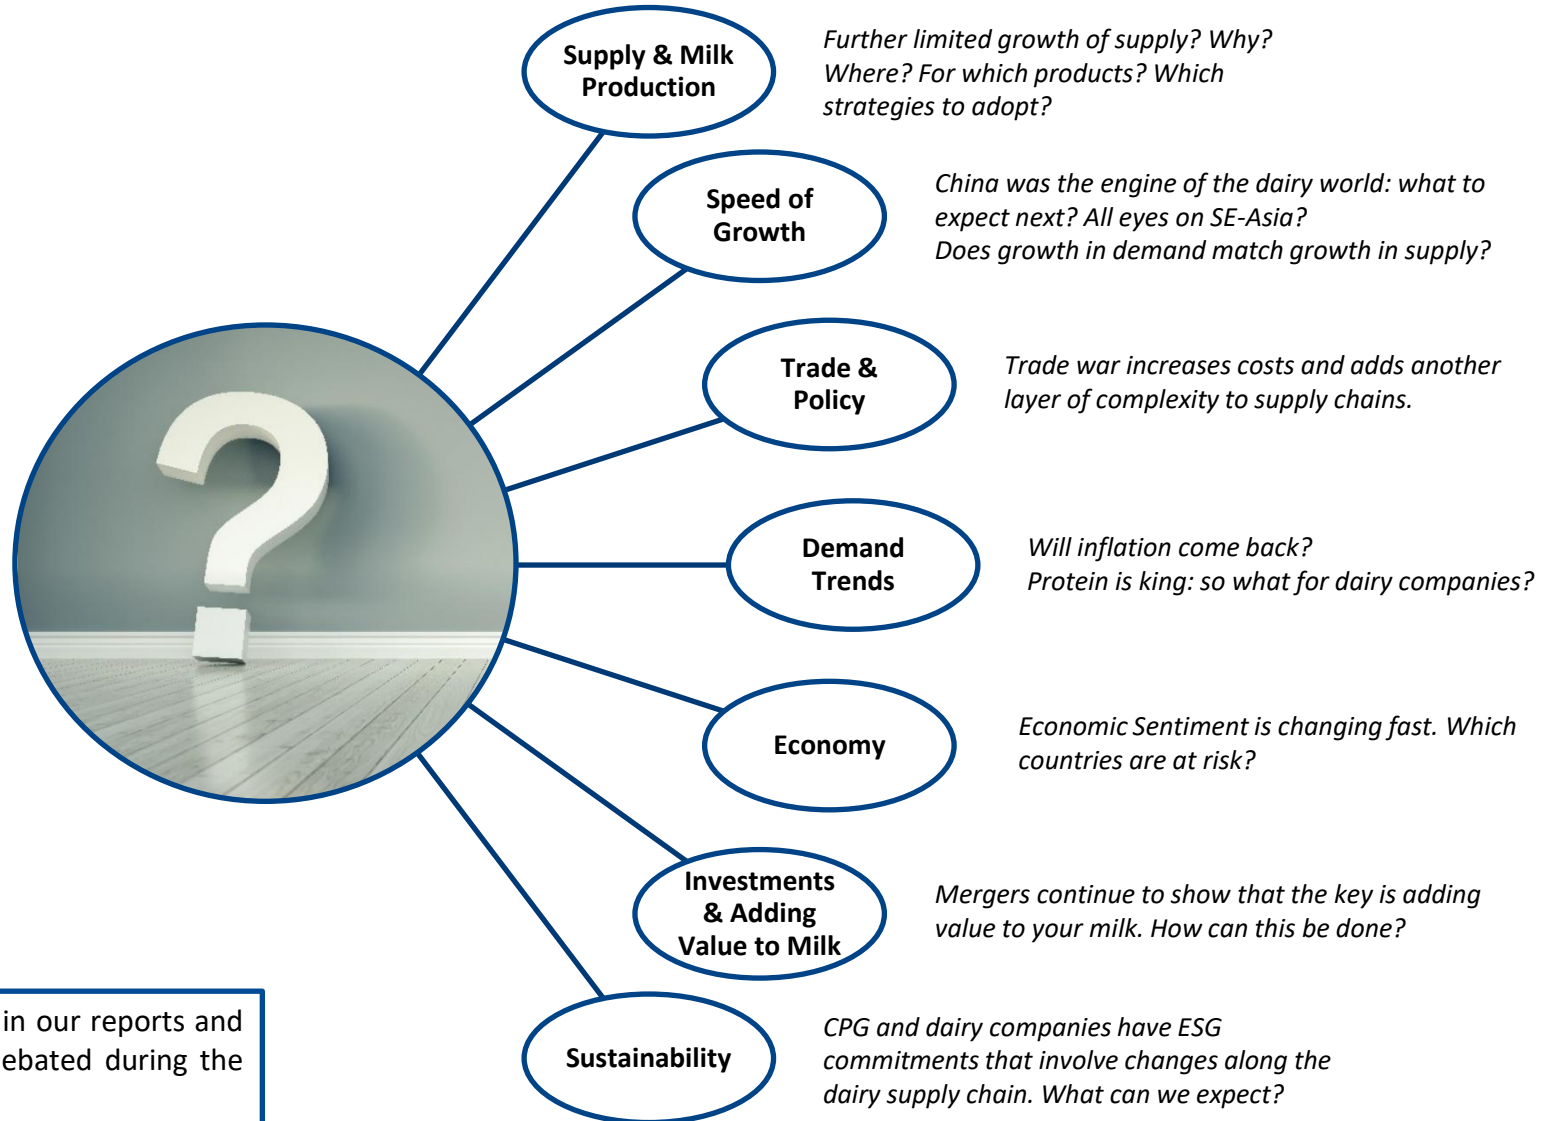 Supply & Milk
Production
Further limited growth of supply? Why?
Where? For which products? Which
strategies to adopt?
Speed of
Growth
China was the engine of the dairy world: what to
expect next? All eyes on SE-Asia?
Does growth in demand match growth in supply?
Trade &
Policy
Trade war increases costs and adds another
layer of complexity to supply chains.
Demand
Trends
Will inflation come back?
Protein is king: so what for dairy companies?
Economy
Economic Sentiment is changing fast. Which
countries are at risk?
Investments
& Adding
Value to Milk
Mergers continue to show that the key is adding
value to your milk. How can this be done?
Sustainability
CPG and dairy companies have ESG
commitments that involve changes along the
dairy supply chain. What can we expect?
in our reports and
ebated during the